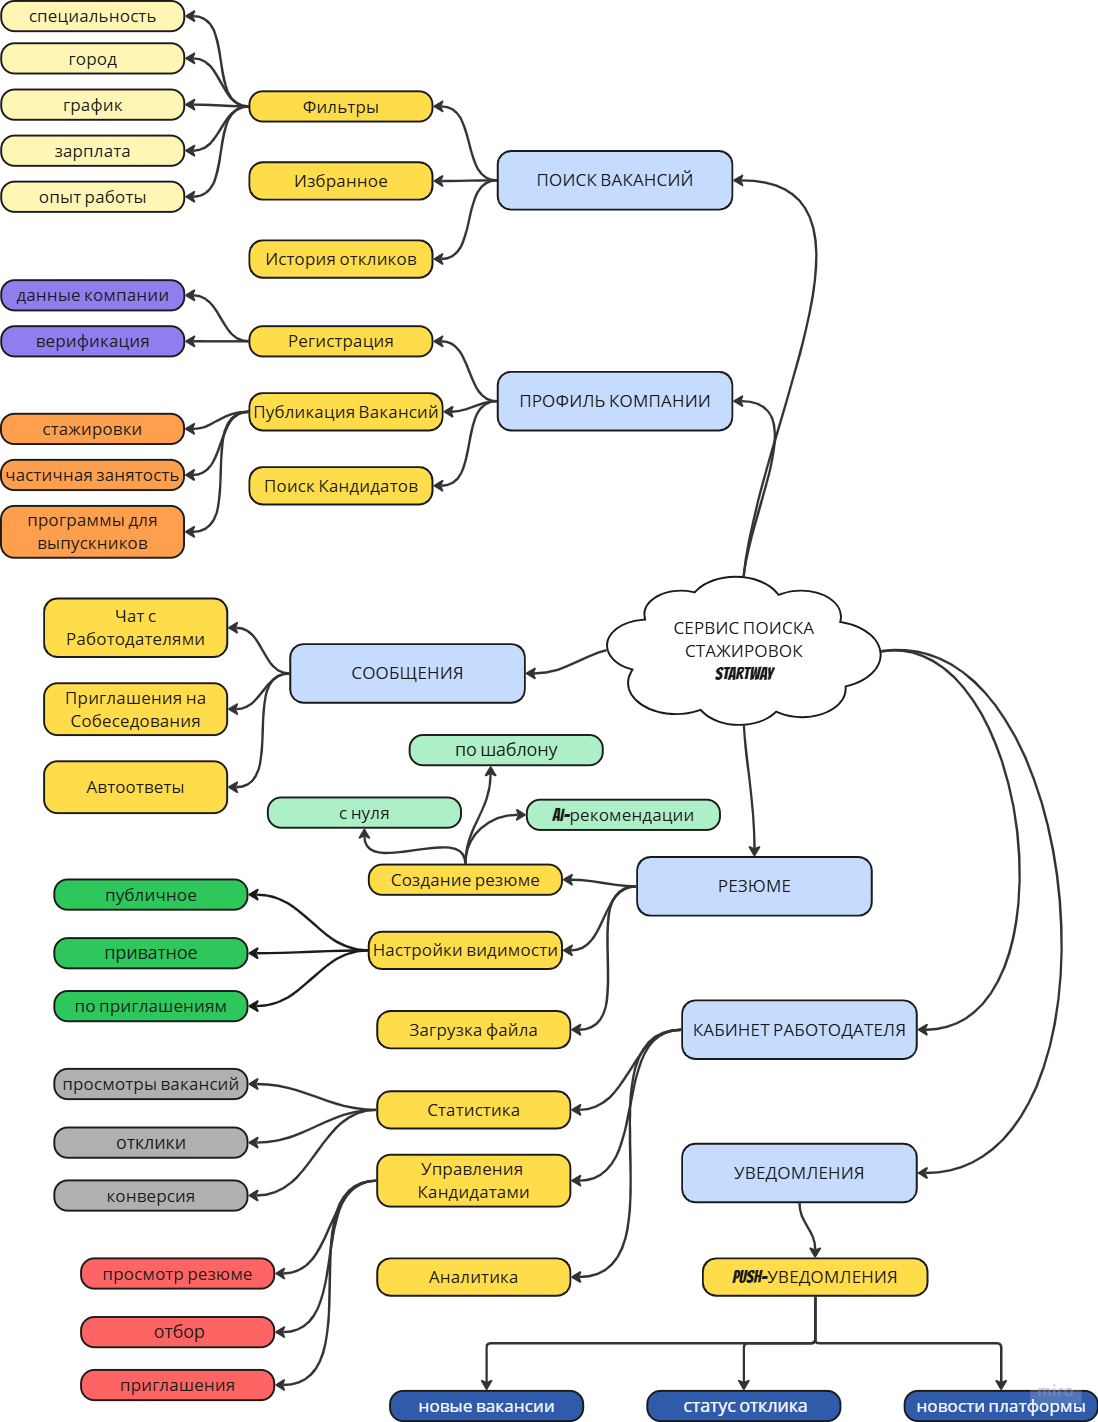 специальность
город
график
зарплата
опыт работы
Фильтры
Избранное
История откликов
ПОИСК ВАКАНСИЙ
данные компании
верификация
Регистрация
Публикация Вакансий
Поиск Кандидатов
ПРОФИЛЬ КОМПАНИИ
стажировки
частичная занятость
программы для
выпускников
СЕРВИС ПОИСКА
СТАЖИРОВОК
STARTWAY
Чат с
Работодателями
Приглашения на
Собеседования
Автоответы
СООБЩЕНИЯ
по шаблону
с нуля
AI-рекомендации
Создание резюме
Настройки видимости
Загрузка файла
РЕЗЮМЕ
публичное
приватное
по приглашениям
КАБИНЕТ РАБОТОДАТЕЛЯ
просмотры вакансий
отклики
конверсия
Статистика
Управления
Кандидатами
Аналитика
просмотр резюме
отбор
приглашения
УВЕДОМЛЕНИЯ
PUSH-УВЕДОМЛЕНИЯ
новые вакансии
статус отклика
новости платформы
miro